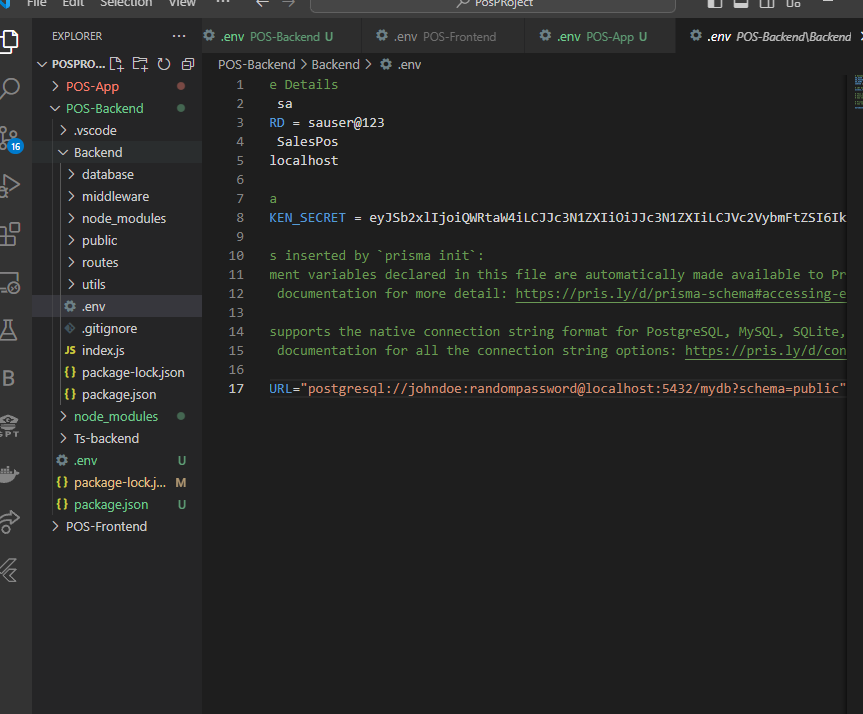 File Edit Selection View ··· PosProject
EXPLORER ···
.env POS-Backend U .env POS-Frontend .env POS-App U .env POS-Backend\Backend
POSPRO...
POS-Backend > Backend > .env
POS-App
POS-Backend
.vscode
Backend
database
middleware
node_modules
public
routes
utils
.env
.gitignore
JS index.js
{} package-lock.json
{} package.json
node_modules
Ts-backend
.env U
{} package-lock.j... M
{} package.json U
POS-Frontend
16
B
GPT
1 e Details
2 sa
3 RD = sauser@123
4 SalesPos
5 localhost
6
7 a
8 KEN_SECRET = eyJSb2xlIjoiQWRtaW4iLCJJc3N1ZXIiOiJJc3N1ZXIiLCJVc2VybmFtZSI6Ik
9
10 s inserted by `prisma init`:
11 ment variables declared in this file are automatically made available to Pr
12 documentation for more detail: https://pris.ly/d/prisma-schema#accessing-e
13
14 supports the native connection string format for PostgreSQL, MySQL, SQLite,
15 documentation for all the connection string options: https://pris.ly/d/con
16
17 URL="postgresql://johndoe:randompassword@localhost:5432/mydb?schema=public"